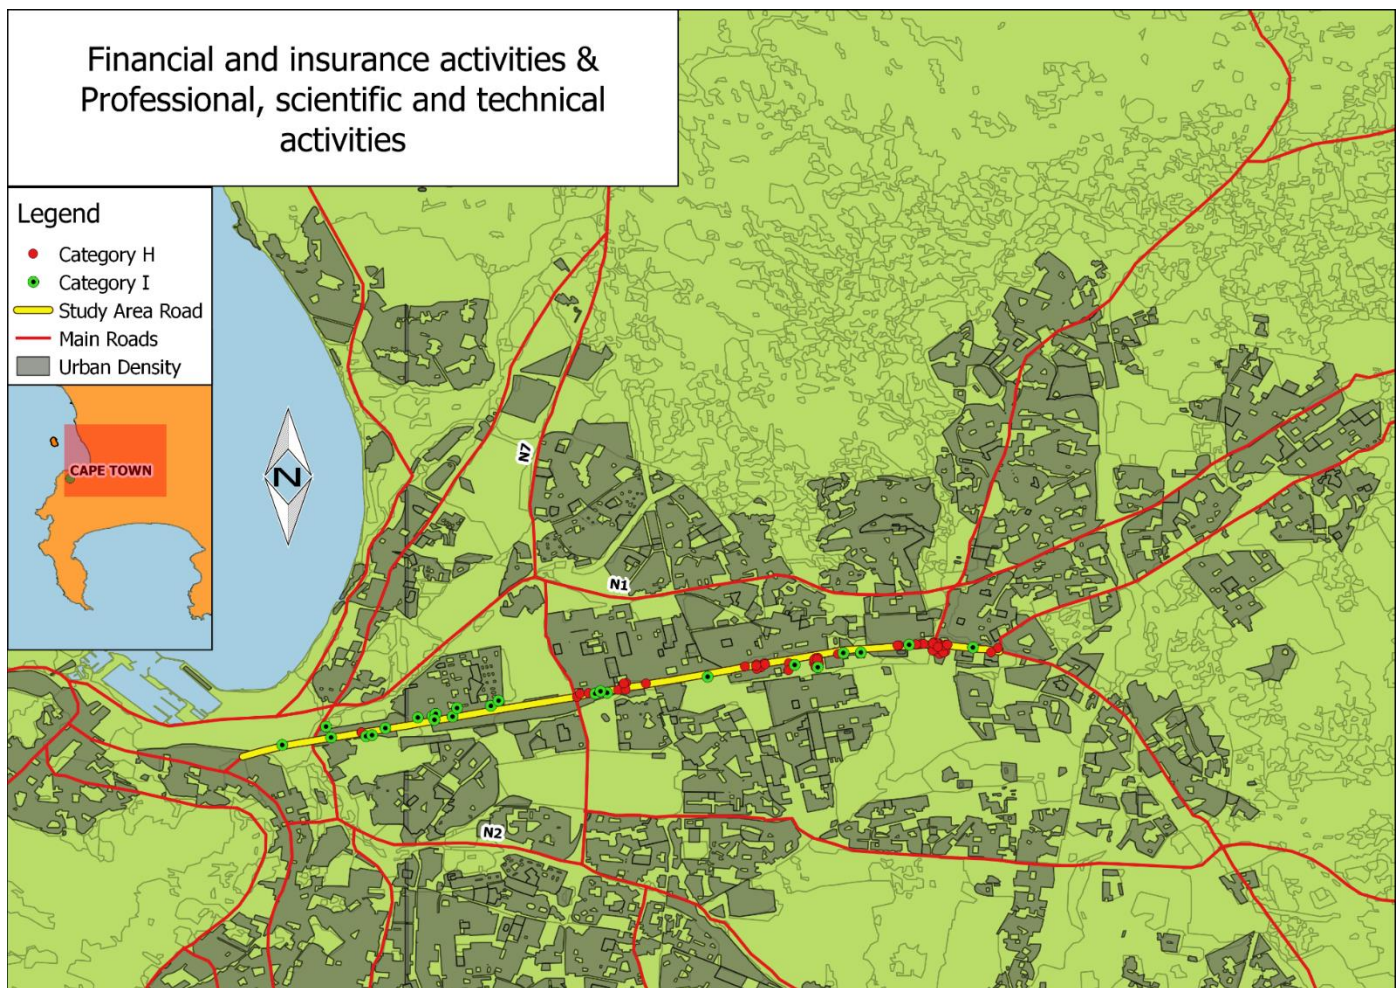 Financial and insurance activities &
Professional, scientific and technical
activities
Legend
Category H
Category I
Study Area Road
Main Roads
Urban Density
CAPE TOWN
N
N7
N1
N2